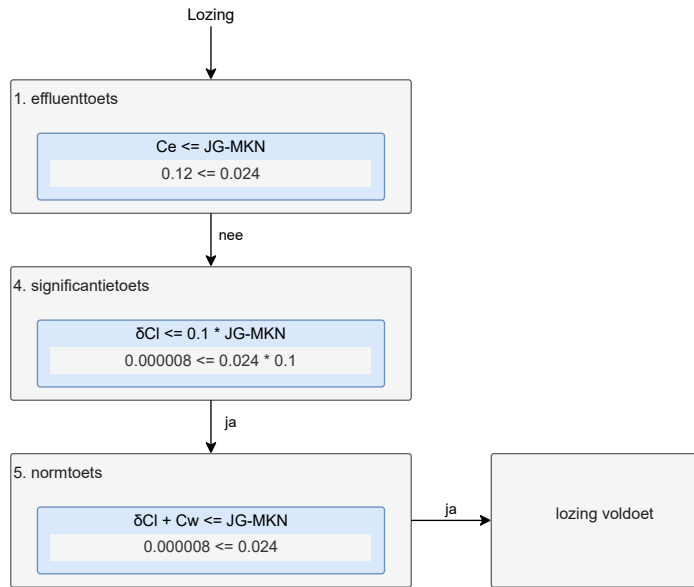 Lozing
1. effluenttoets
Ce <= JG-MKN
0.12 <= 0.024
nee
4. significantietoets
δCl <= 0.1 * JG-MKN
0.000008 <= 0.024 * 0.1
ja
5. normtoets
δCl + Cw <= JG-MKN
0.000008 <= 0.024
ja
lozing voldoet